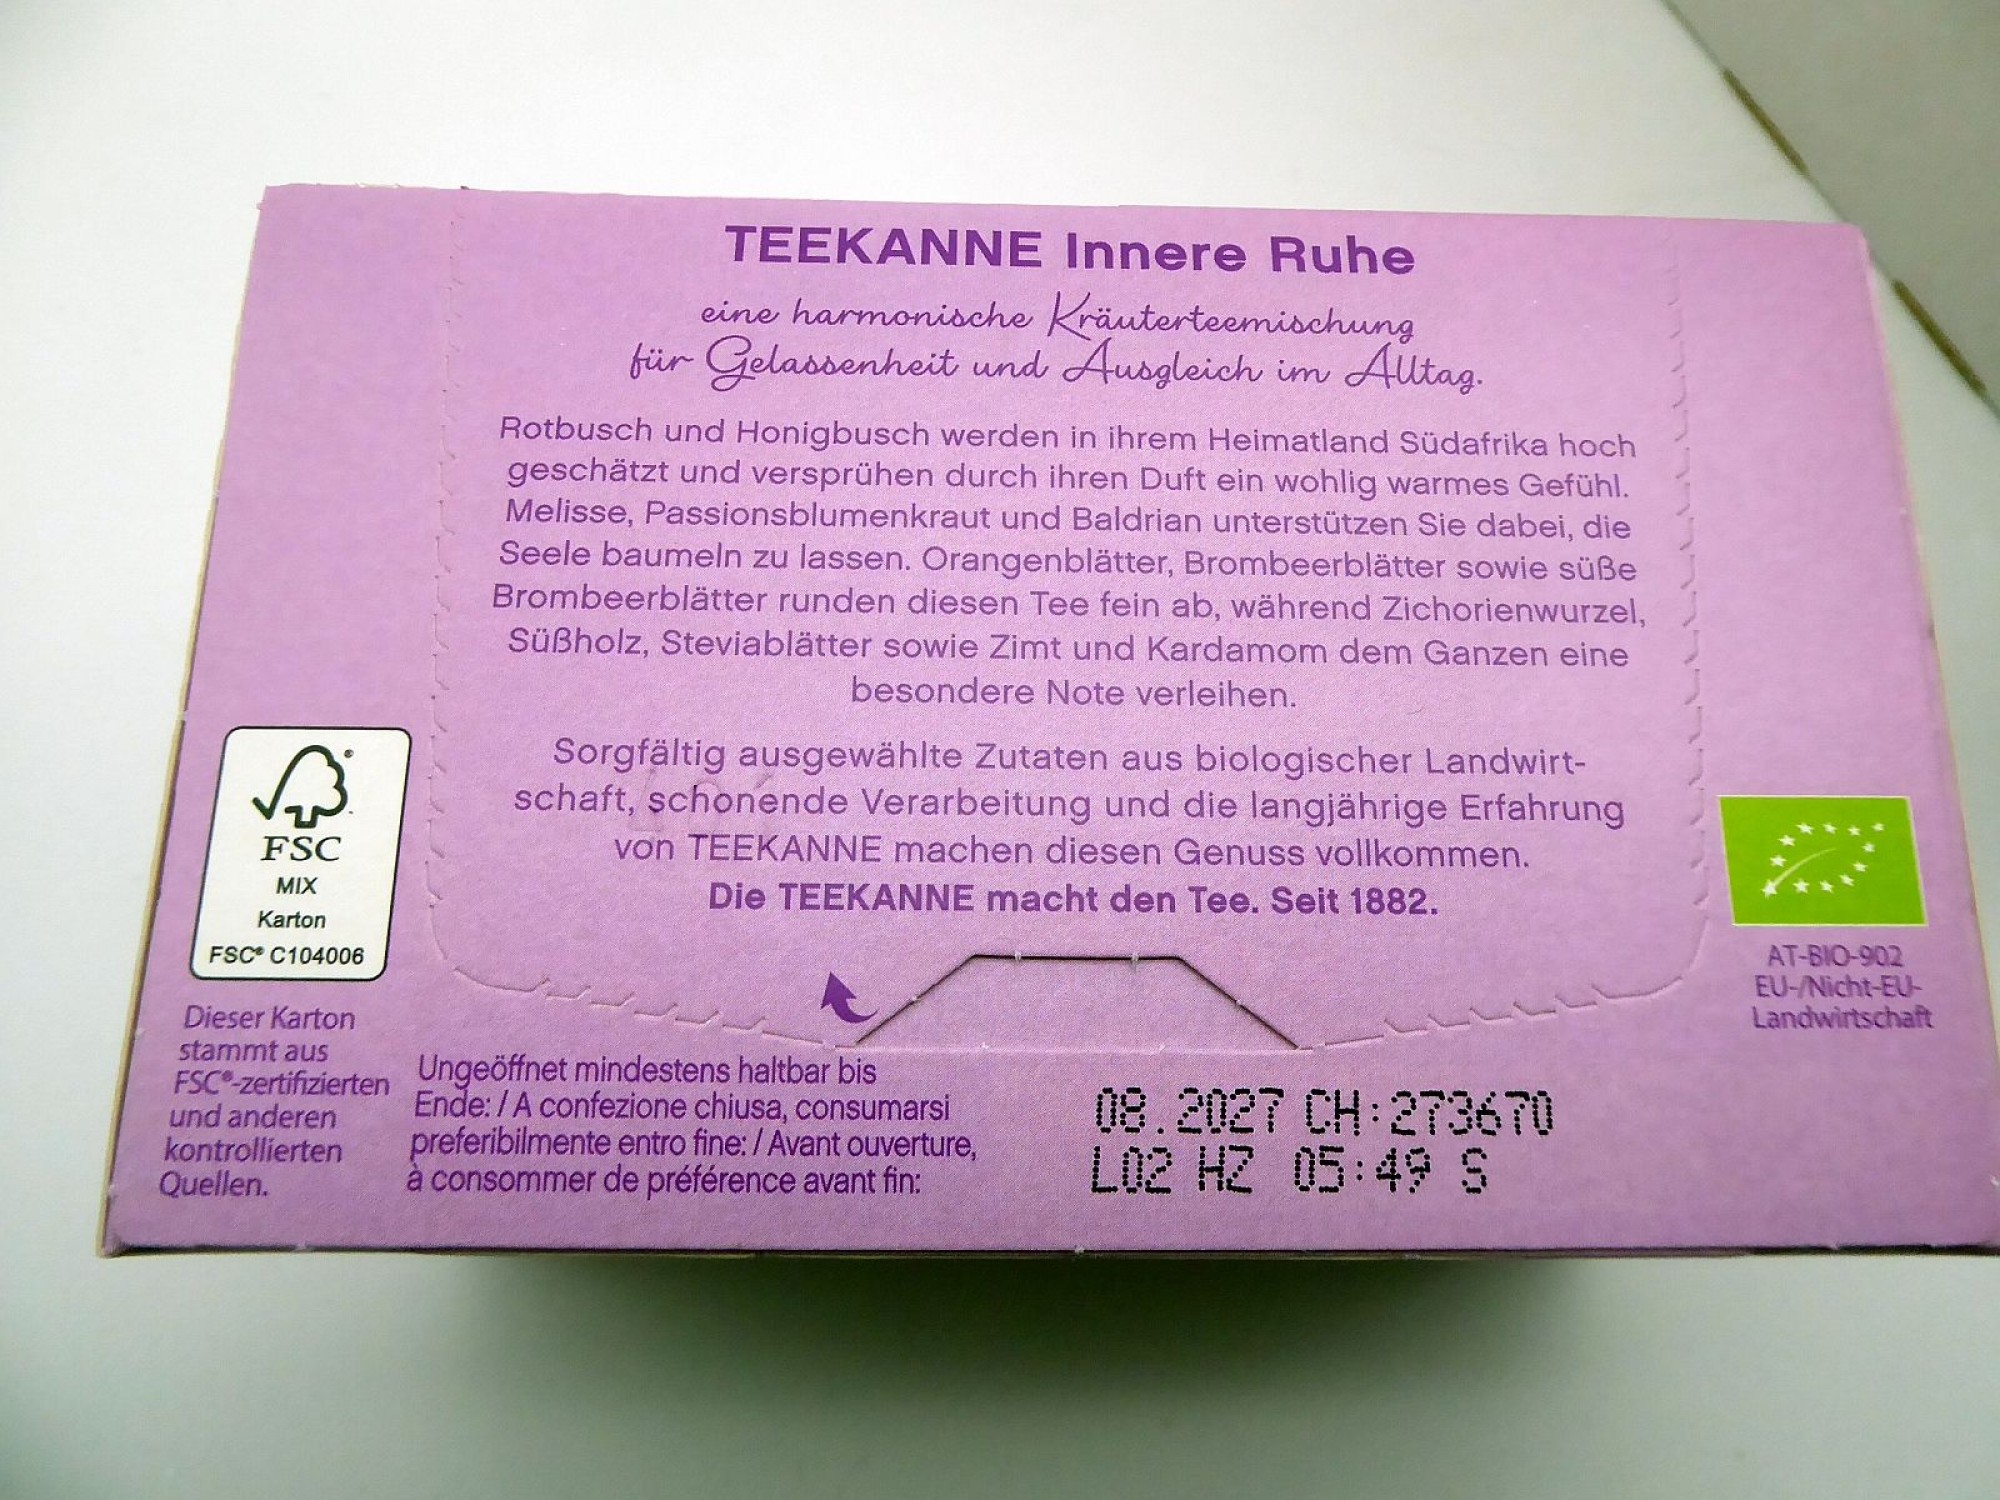 TEEKANNE Innere Ruhe
eine harmonische Kräuterteemischung
für Gelassenheit und Ausgleich im Alltag.
Rotbusch und Honigbusch werden in ihrem Heimatland Südafrika hoch
geschätzt und versprühen durch ihren Duft ein wohlig warmes Gefühl.
Melisse, Passionsblumenkraut und Baldrian unterstützen Sie dabei, die
Seele baumeln zu lassen. Orangenblätter, Brombeerblätter sowie süße
Brombeerblätter runden diesen Tee fein ab, während Zichorienwurzel,
Süßholz, Steviablätter sowie Zimt und Kardamom dem Ganzen eine
besondere Note verleihen.
Sorgfältig ausgewählte Zutaten aus biologischer Landwirt-
schaft, schonende Verarbeitung und die langjährige Erfahrung
von TEEKANNE machen diesen Genuss vollkommen.
Die TEEKANNE macht den Tee. Seit 1882.
®
FSC
MIX
Karton
FSC® C104006
Dieser Karton
stammt aus
FSC®-zertifizierten
und anderen
kontrollierten
Quellen.
AT-BIO-902
EU-/Nicht-EU-
Landwirtschaft
Ungeöffnet mindestens haltbar bis
Ende: / A confezione chiusa, consumarsi
preferibilmente entro fine: / Avant ouverture,
à consommer de préférence avant fin:
08.2027 CH:273670
L02 HZ 05:49 S